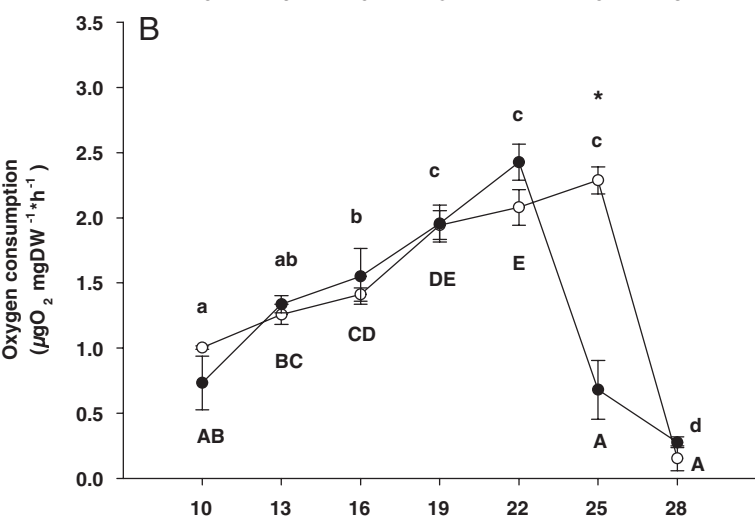 B
Oxygen consumption
(µgO₂ mgDW⁻¹*h⁻¹)
3.5
3.0
2.5
2.0
1.5
1.0
0.5
0.0
a
ab
b
c
c
*
c
d
AB
BC
CD
DE
E
A
A
10 13 16 19 22 25 28